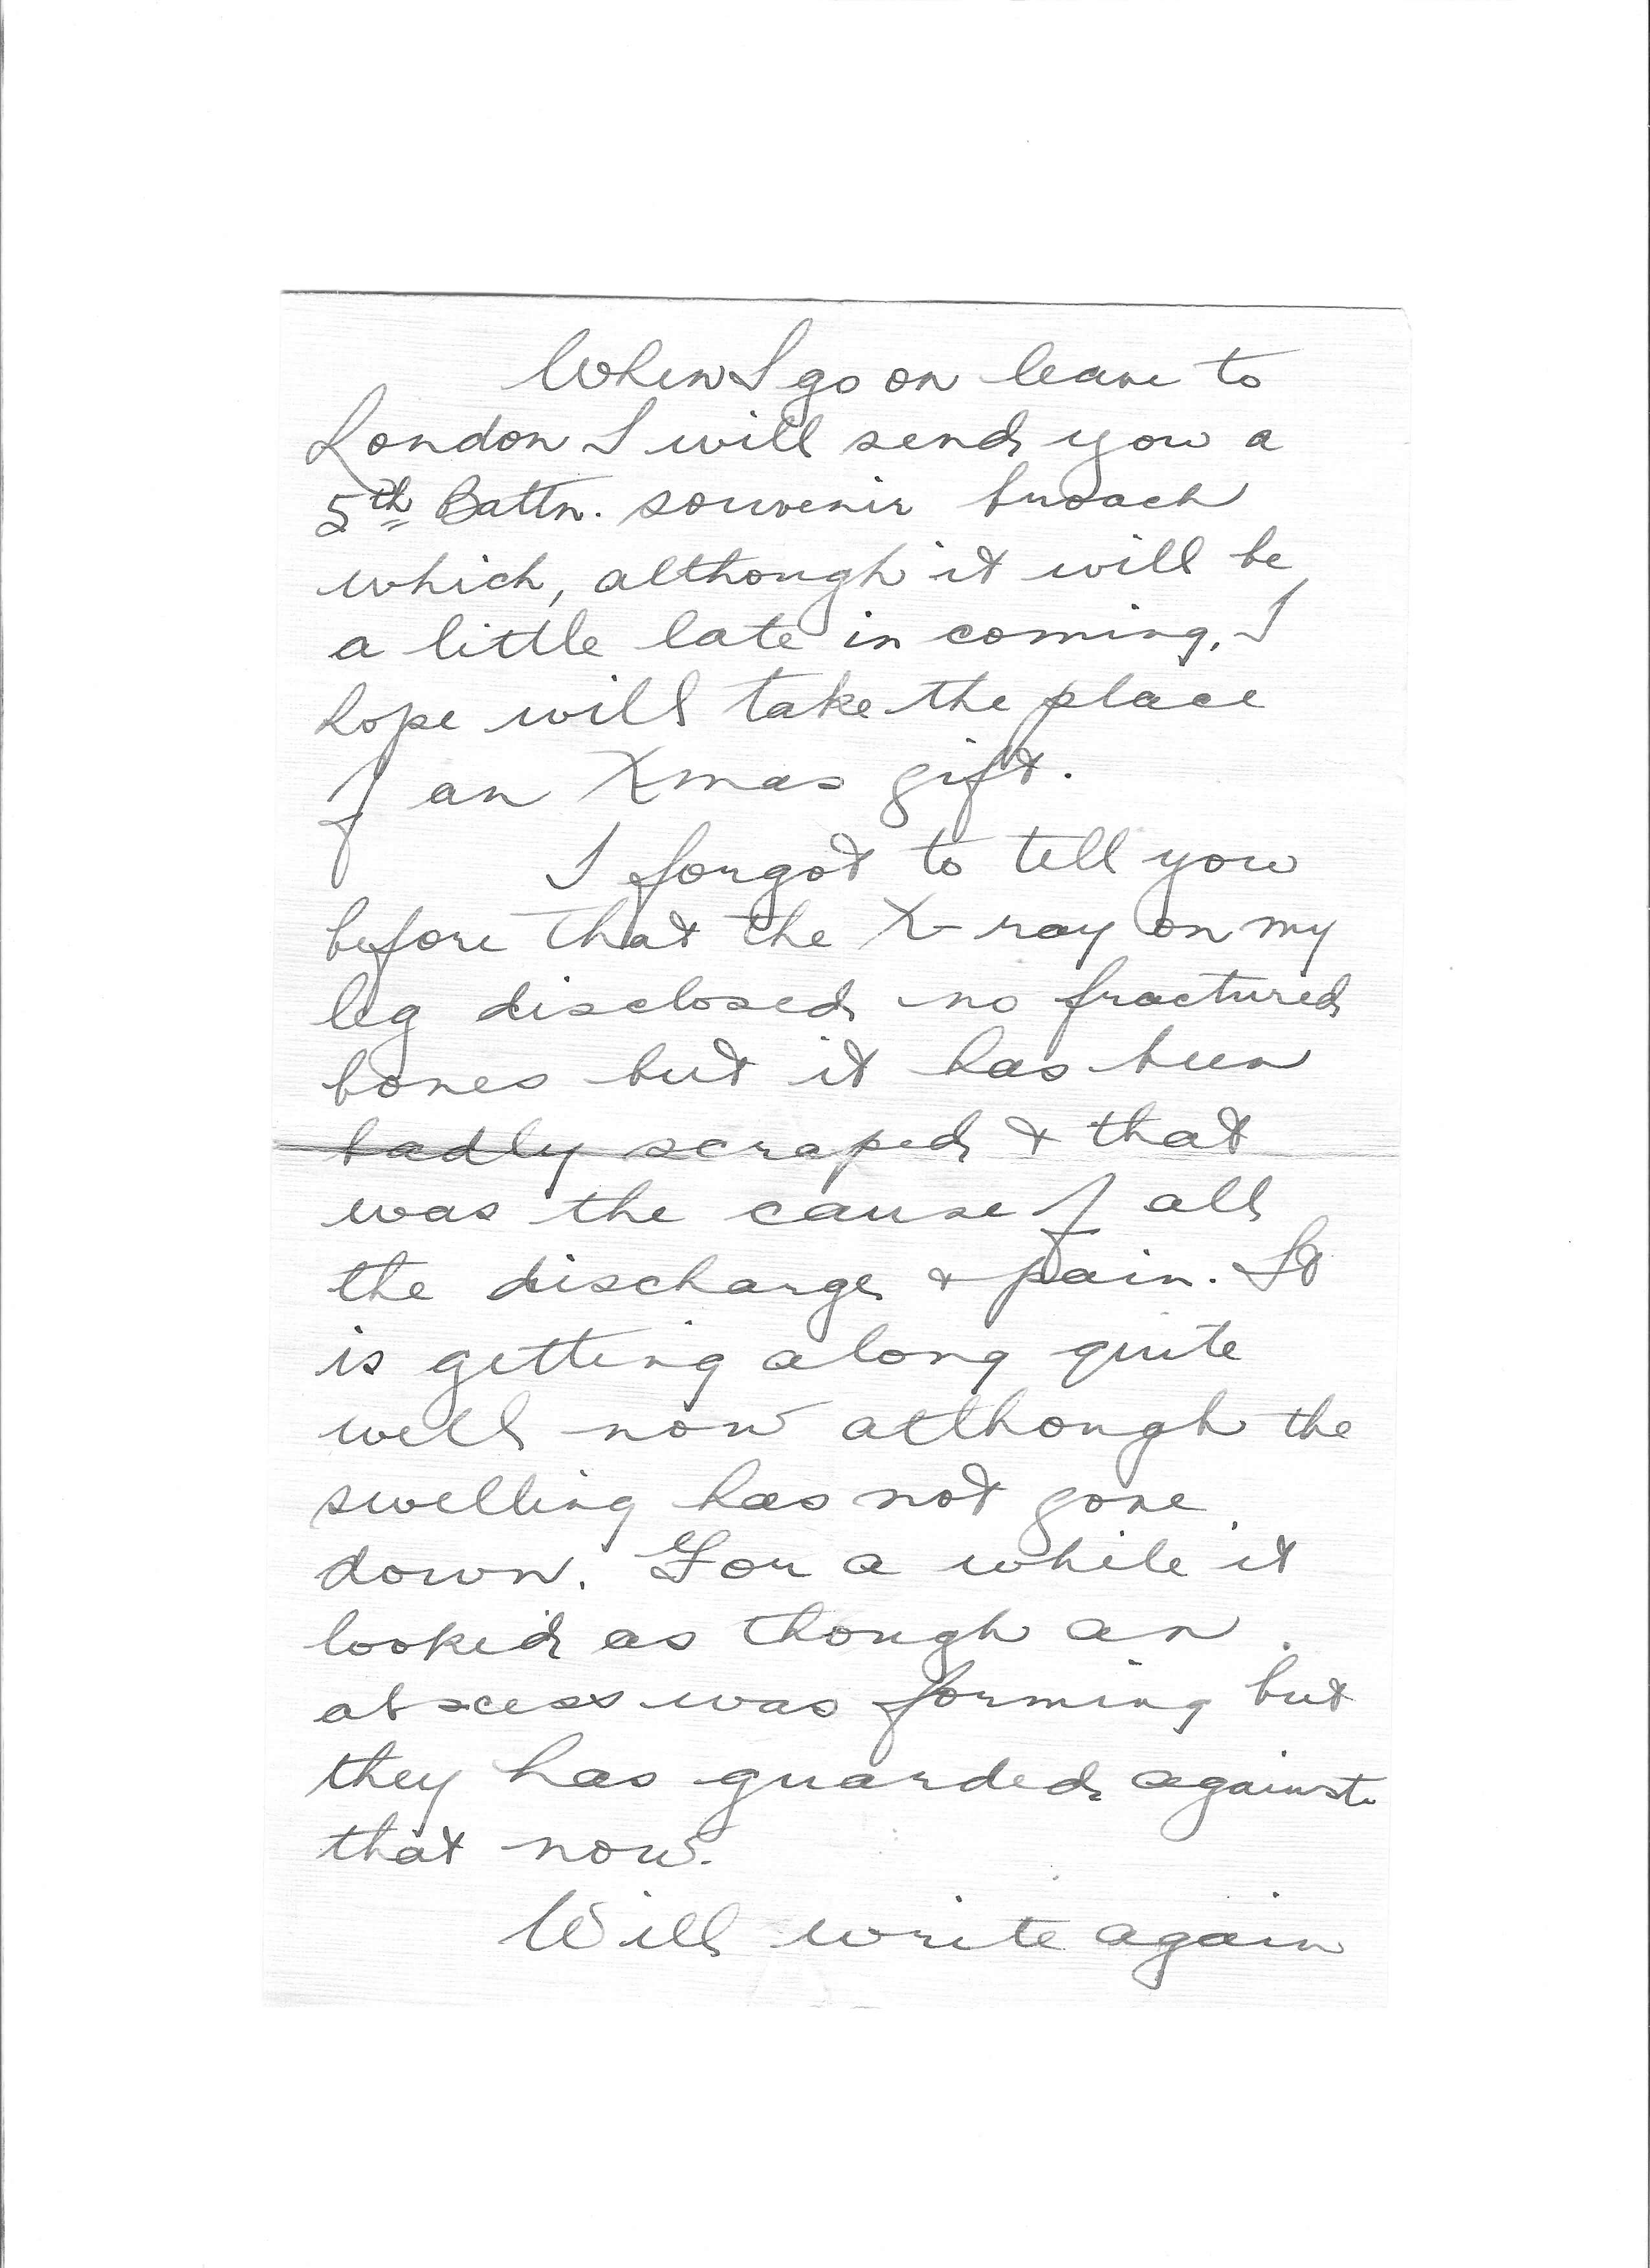 When I go on leave to
London I will send you a
5th Battn. souvenir broach
which, although it will be
a little late in coming, I
hope will take the place
of an Xmas gift.
I forgot to tell you
before that the X-ray on my
leg disclosed no fractured
bones but it has been
badly scraped & that
was the cause of all
the discharge & pain. It
is getting along quite
well now although the
swelling has not gone
down. For a while it
looked as though an
abscess was forming but
they has guarded against
that now.
Will write again